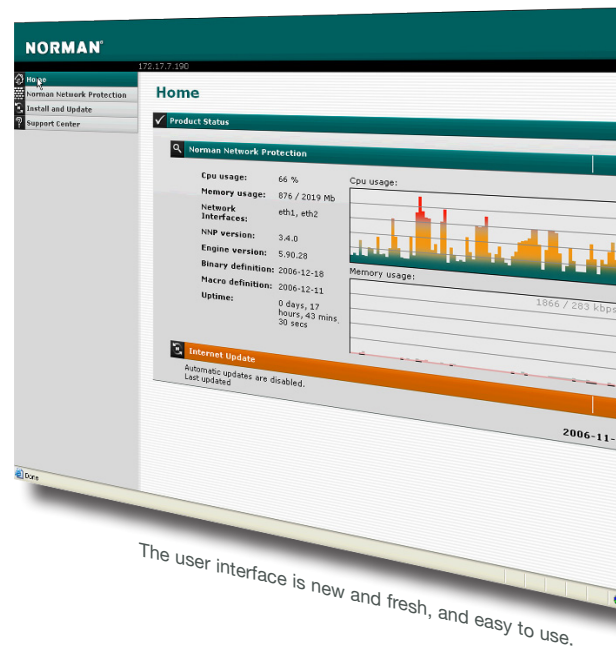 NORMAN®
172.17.7.190
Home
Norman Network Protection
Install and Update
Support Center
Home
Product Status
Norman Network Protection
Cpu usage: 66 %
Memory usage: 876 / 2019 Mb
Network
Interfaces: eth1, eth2
NNP version: 3.4.0
Engine version: 5.90.28
Binary definition: 2006-12-18
Macro definition: 2006-12-11
Uptime: 0 days, 17
hours, 43 mins.
30 secs
Cpu usage:
Memory usage:
1866 / 283 kbps
Internet Update
Automatic updates are disabled.
Last updated
2006-11-
Done
The user interface is new and fresh, and easy to use.